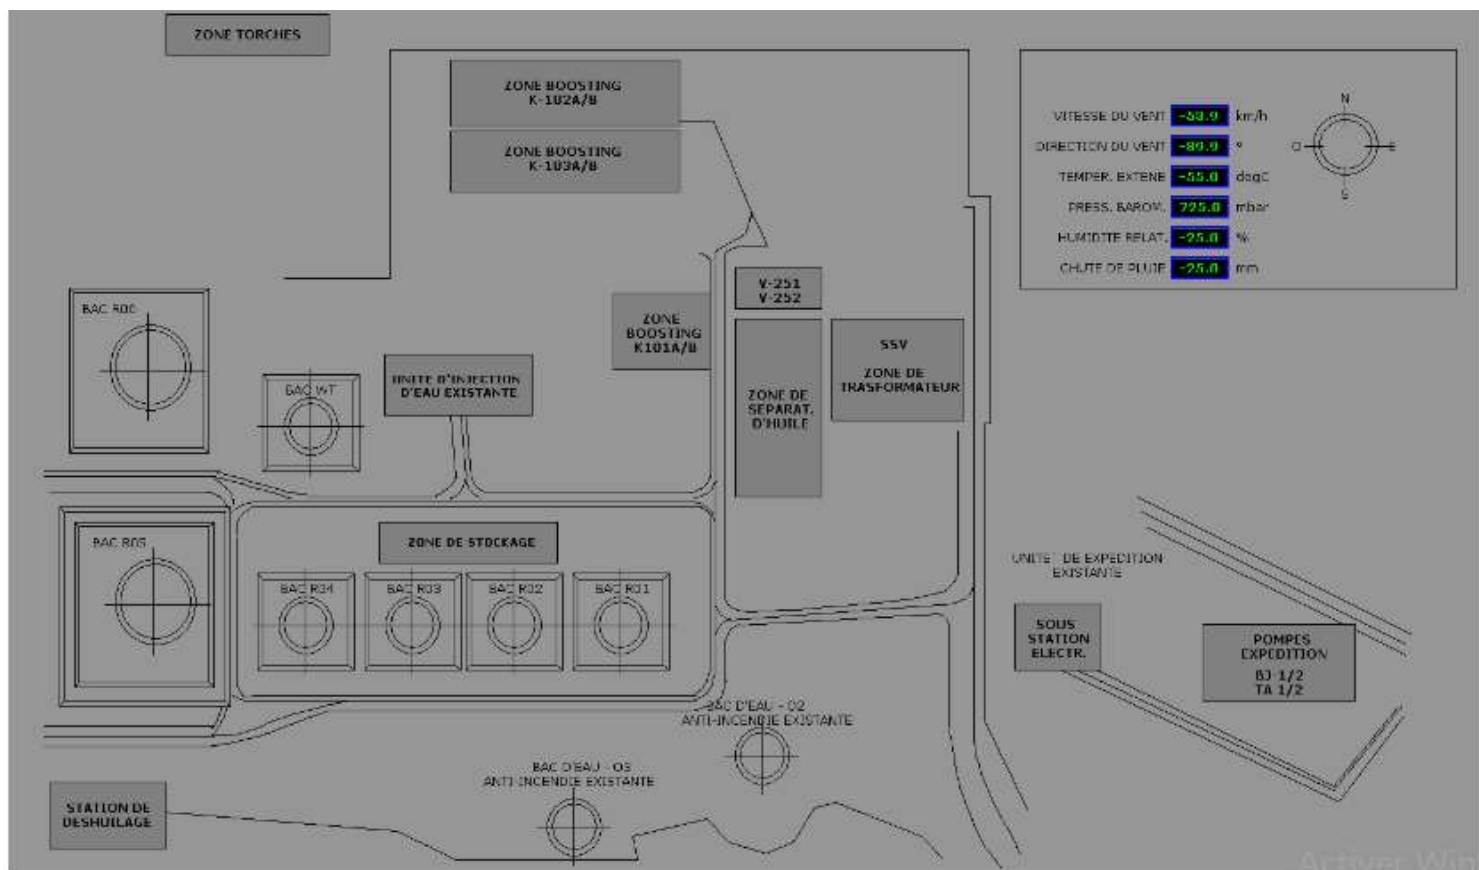 ZONE TORCHES
ZONE BOOSTING
K-102A/B
ZONE BOOSTING
K-103A/B
VITESSE DU VENT -53.9 km/h
DIRECTION DU VENT -89.9 °
TEMPER. EXTENE -55.0 degC
PRESS. BAROM. 725.0 mbar
HUMIDITE RELAT. -25.0 %
CHUTE DE PLUIE -25.0 mm
N
O
E
S
V-251
V-252
BAC R06
ZONE
BOOSTING
K101A/B
SSV
ZONE DE
TRASFORMATEUR
UNITE D'INJECTION
D'EAU EXISTANTE
BAC WT
ZONE DE
SEPARAT.
D'HUILE
BAC R05
ZONE DE STOCKAGE
BAC R04
BAC R03
BAC R02
BAC R01
UNITE' DE EXPEDITION
EXISTANTE
SOUS
STATION
ELECTR.
POMPES
EXPEDITION
BJ 1/2
TA 1/2
BAC D'EAU - 02
ANTI-INCENDIE EXISTANTE
BAC D'EAU - 03
ANTI-INCENDIE EXISTANTE
STATION DE
DESHUILAGE
Activer Win